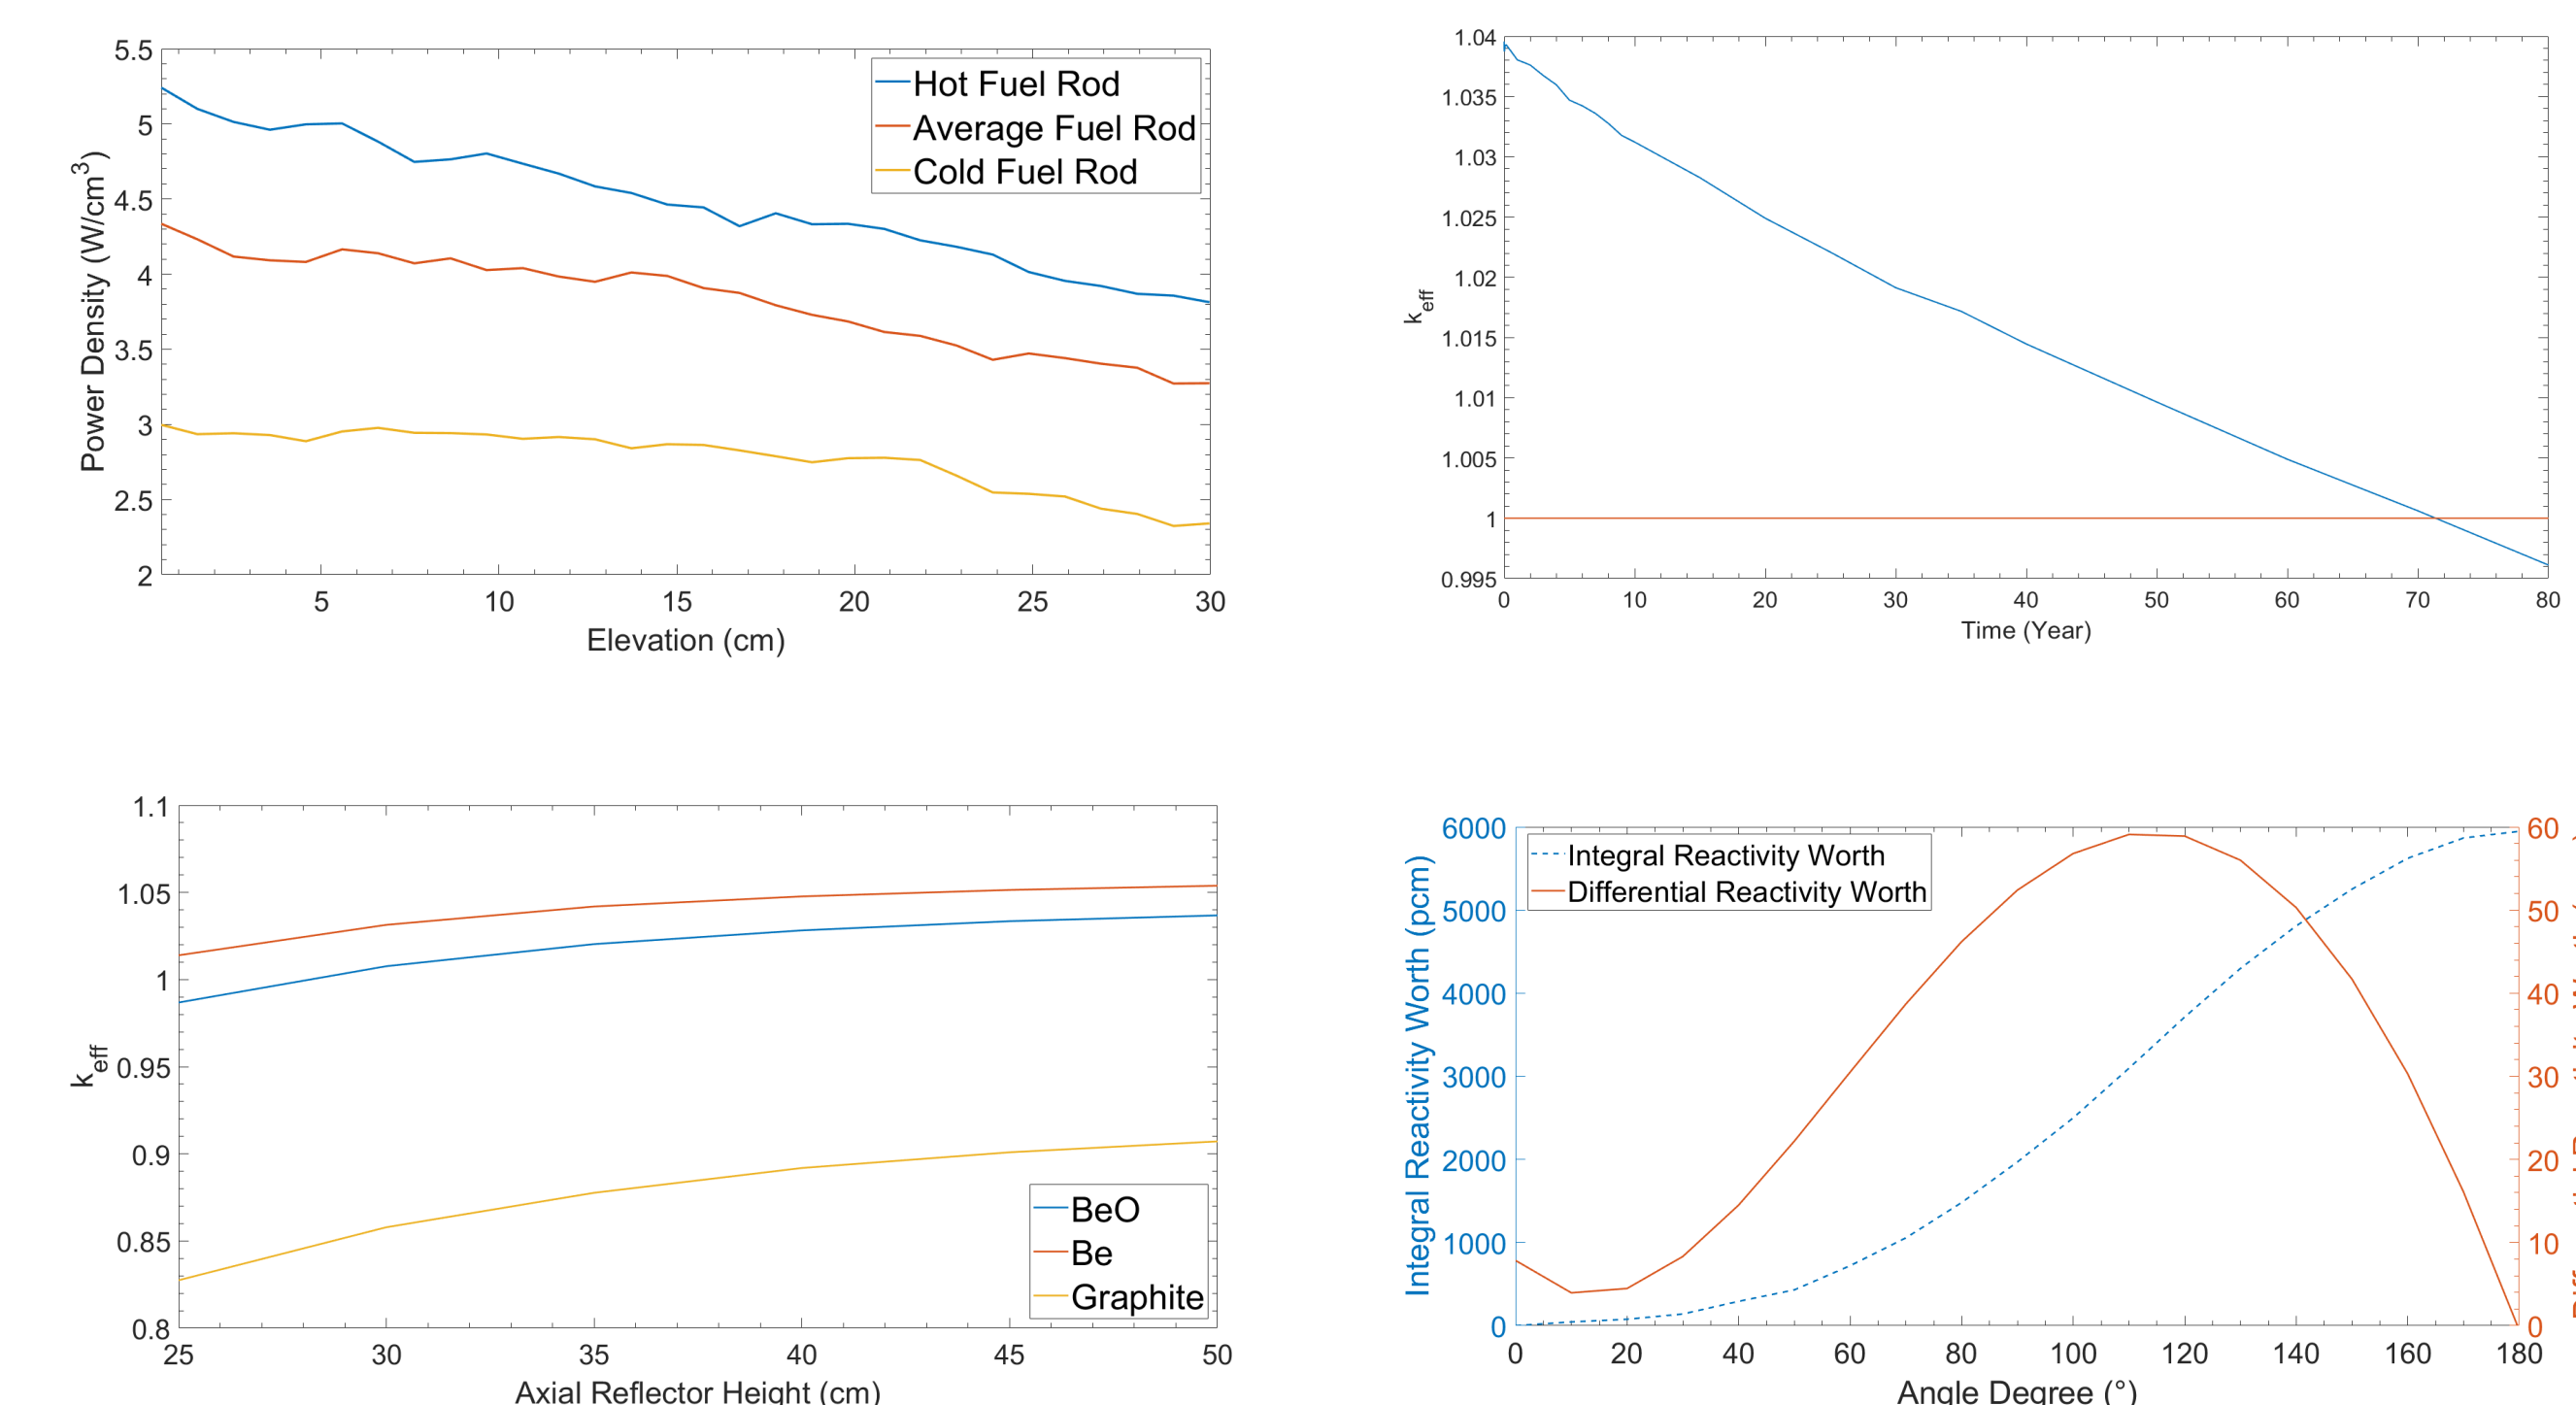 5.5
5
4.5
4
3.5
3
2.5
2
Power Density (W/cm³)
Hot Fuel Rod
Average Fuel Rod
Cold Fuel Rod
5 10 15 20 25 30
Elevation (cm)
1.04
1.035
1.03
1.025
1.02
1.015
1.01
1.005
1
0.995
k_eff
0 10 20 30 40 50 60 70 80
Time (Year)
1.1
1.05
1
0.95
0.9
0.85
0.8
k_eff
BeO
Be
Graphite
25 30 35 40 45 50
Axial Reflector Height (cm)
6000
5000
4000
3000
2000
1000
0
Integral Reactivity Worth (pcm)
Integral Reactivity Worth
Differential Reactivity Worth
60
50
40
30
20
10
0
0 20 40 60 80 100 120 140 160 180
Angle Degree (°)